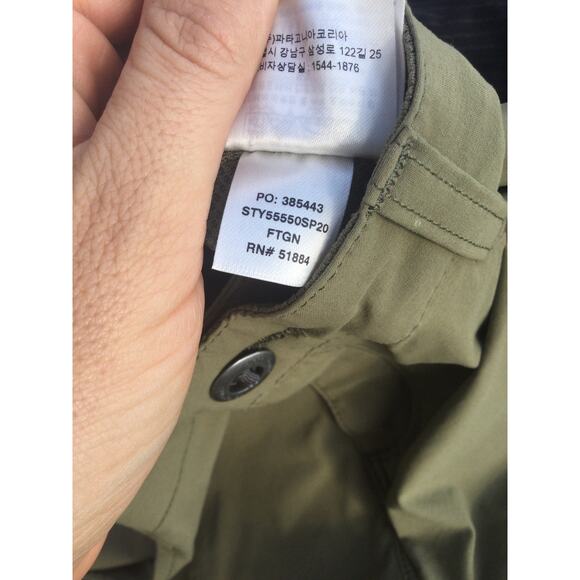 )파타고니아코리아
시 강남구 삼성로 122길 25
비자상담실 : 1544-1876
PO: 385443
STY55550SP20
FTGN
RN# 51884